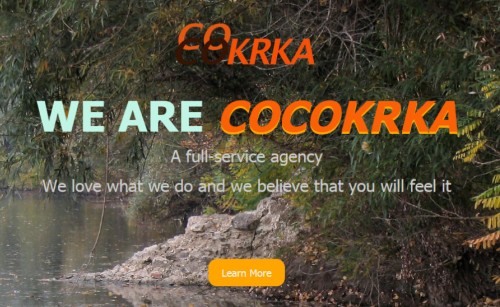 COCOKRKA
WE ARE COCOKRKA
A full-service agency
We love what we do and we believe that you will feel it
Learn More